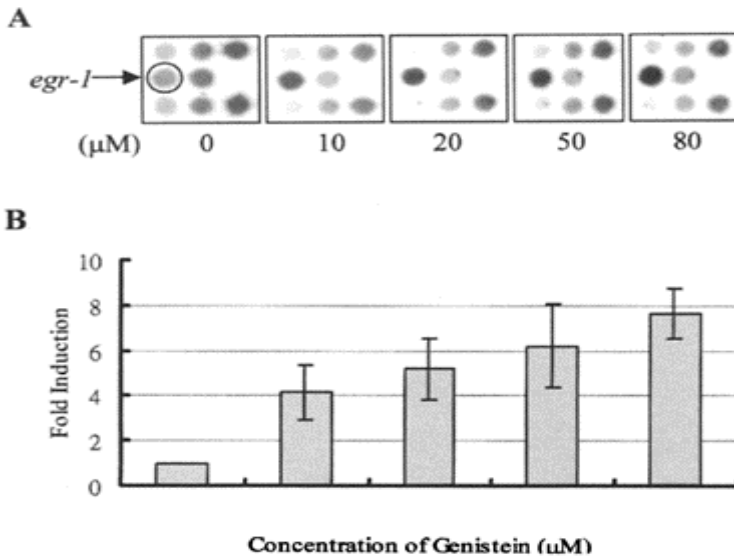 A
egr-1
(µM) 0 10 20 50 80
B
10
8
6
4
2
0
Fold Induction
Concentration of Genistein (µM)